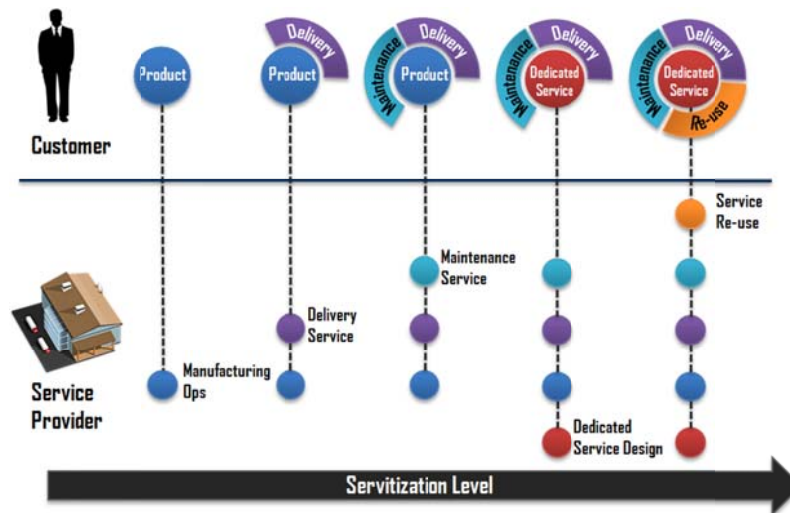 Product
Delivery
Product
Maintenance
Delivery
Product
Maintenance
Delivery
Dedicated
Service
Maintenance
Delivery
Dedicated
Service
Re-use
Customer
Service
Re-use
Maintenance
Service
Delivery
Service
Manufacturing
Ops
Service
Provider
Dedicated
Service Design
Servitization Level